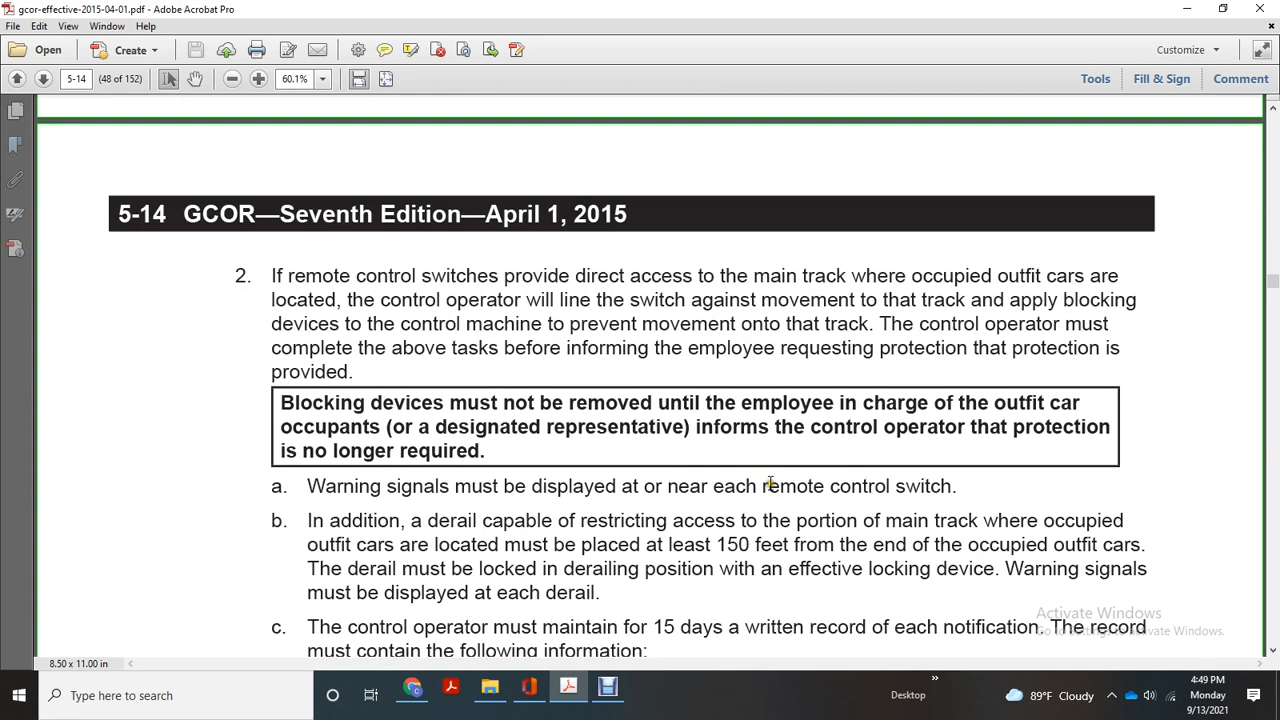 gcor-effective-2015-04-01.pdf - Adobe Acrobat Pro
File Edit View Window Help
Open Create Customize
5-14 (48 of 152) 60.1% Tools Fill & Sign Comment
5-14 GCOR—Seventh Edition—April 1, 2015
2. If remote control switches provide direct access to the main track where occupied outfit cars are
located, the control operator will line the switch against movement to that track and apply blocking
devices to the control machine to prevent movement onto that track. The control operator must
complete the above tasks before informing the employee requesting protection that protection is
provided.
Blocking devices must not be removed until the employee in charge of the outfit car
occupants (or a designated representative) informs the control operator that protection
is no longer required.
a. Warning signals must be displayed at or near each remote control switch.
b. In addition, a derail capable of restricting access to the portion of main track where occupied
outfit cars are located must be placed at least 150 feet from the end of the occupied outfit cars.
The derail must be locked in derailing position with an effective locking device. Warning signals
must be displayed at each derail.
c. The control operator must maintain for 15 days a written record of each notification. The record
must contain the following information:
Activate Windows
Go to Settings to activate Windows.
8.50 x 11.00 in
Type here to search
Desktop
89°F Cloudy
4:49 PM
Monday
9/13/2021